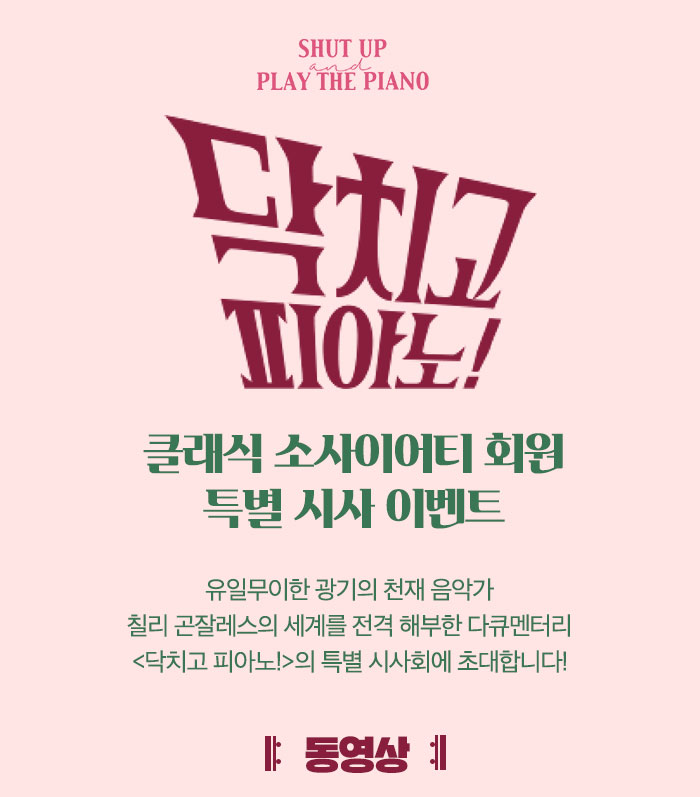 SHUT UP
and
PLAY THE PIANO
닥치고
피아노!
클래식 소사이어티 회원
특별 시사 이벤트
유일무이한 광기의 천재 음악가
칠리 곤잘레스의 세계를 전격 해부한 다큐멘터리
<닥치고 피아노!>의 특별 시사회에 초대합니다!
동영상